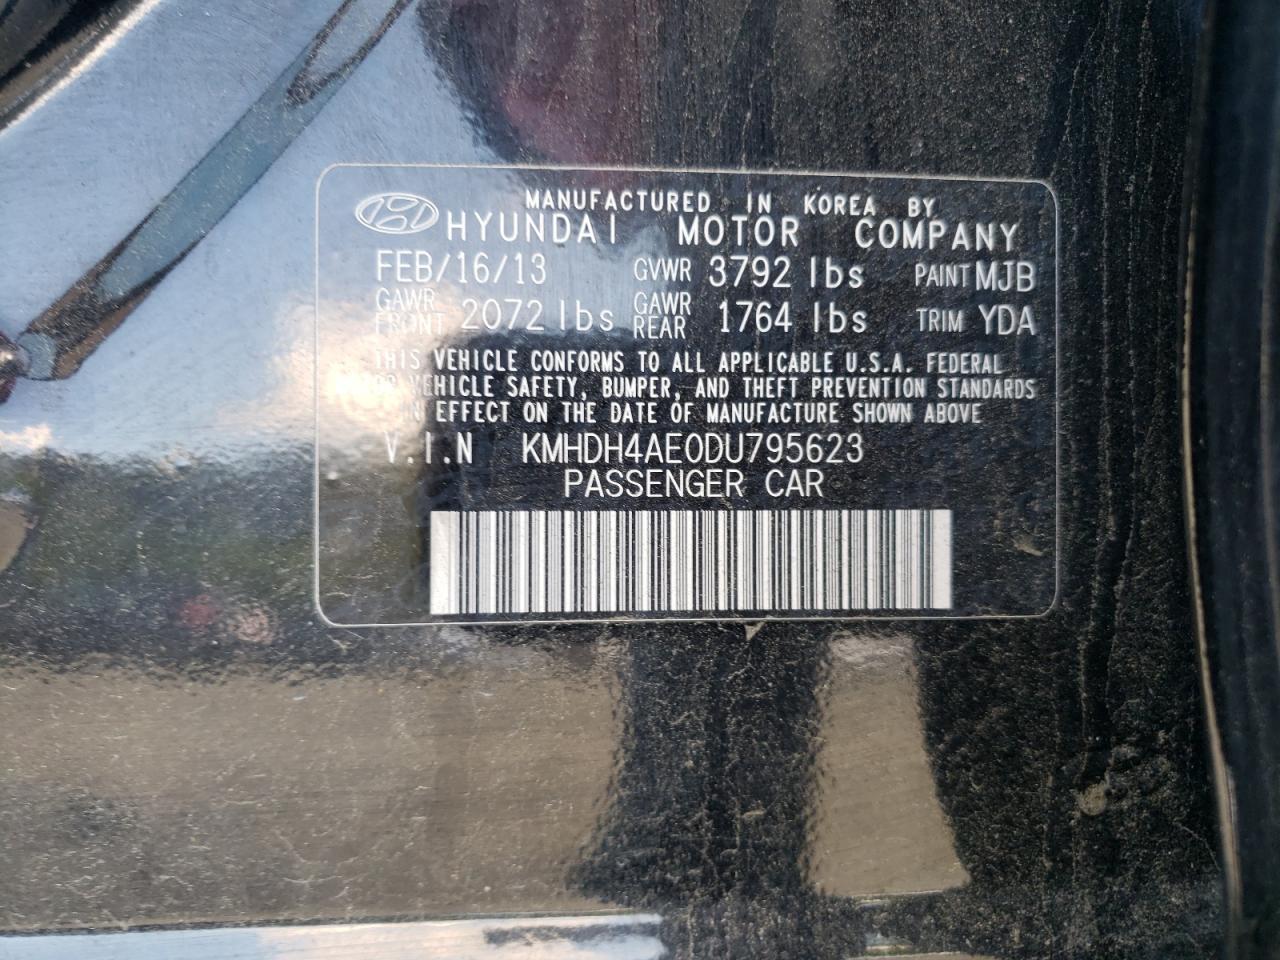 MANUFACTURED IN KOREA BY
HYUNDAI MOTOR COMPANY
FEB/16/13 GVWR 3792 lbs PAINT MJB
GAWR FRONT 2072 lbs GAWR REAR 1764 lbs TRIM YDA
THIS VEHICLE CONFORMS TO ALL APPLICABLE U.S.A. FEDERAL
VEHICLE SAFETY, BUMPER, AND THEFT PREVENTION STANDARDS
IN EFFECT ON THE DATE OF MANUFACTURE SHOWN ABOVE
V.I.N KMHDH4AE0DU795623
PASSENGER CAR